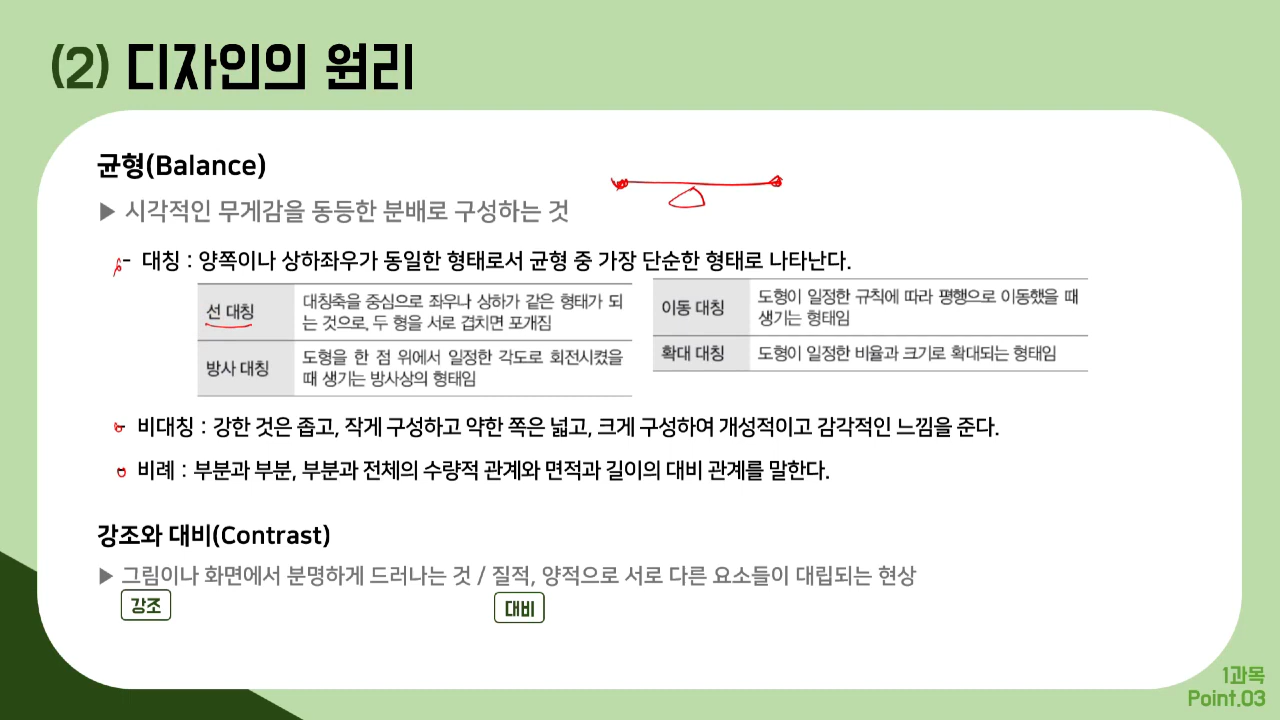 (2) 디자인의 원리
균형(Balance)
▶ 시각적인 무게감을 동등한 분배로 구성하는 것
- 대칭 : 양쪽이나 상하좌우가 동일한 형태로서 균형 중 가장 단순한 형태로 나타난다.
선 대칭
대칭축을 중심으로 좌우나 상하가 같은 형태가 되
는 것으로, 두 형을 서로 겹치면 포개짐
방사 대칭
도형을 한 점 위에서 일정한 각도로 회전시켰을
때 생기는 방사상의 형태임
이동 대칭
도형이 일정한 규칙에 따라 평행으로 이동했을 때
생기는 형태임
확대 대칭
도형이 일정한 비율과 크기로 확대되는 형태임
- 비대칭 : 강한 것은 좁고, 작게 구성하고 약한 쪽은 넓고, 크게 구성하여 개성적이고 감각적인 느낌을 준다.
비례 : 부분과 부분, 부분과 전체의 수량적 관계와 면적과 길이의 대비 관계를 말한다.
강조와 대비(Contrast)
▶ 그림이나 화면에서 분명하게 드러나는 것 / 질적, 양적으로 서로 다른 요소들이 대립되는 현상
강조
대비
1과목
Point.03